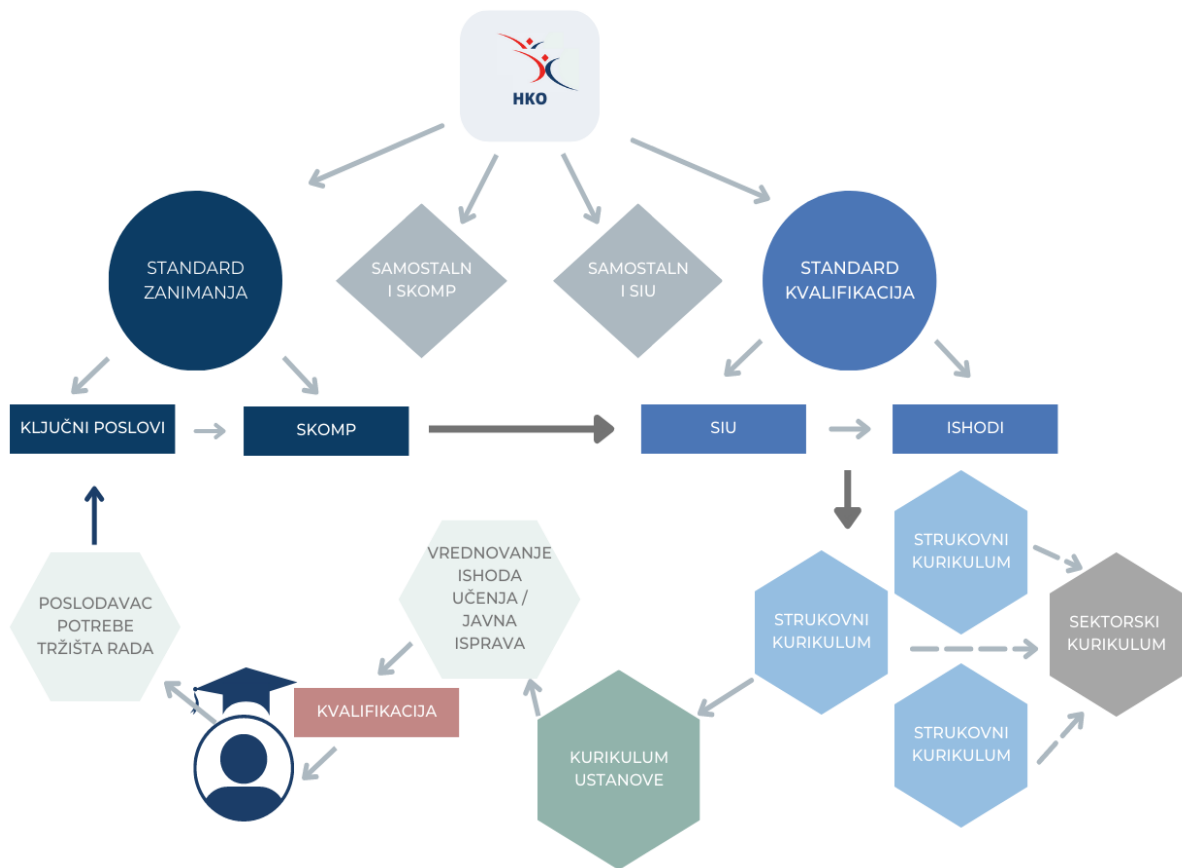 HKO
STANDARD
ZANIMANJA
SAMOSTALN
I SKOMP
SAMOSTALN
I SIU
STANDARD
KVALIFIKACIJA
KLJUČNI POSLOVI
SKOMP
SIU
ISHODI
POSLODAVAC
POTREBE
TRŽIŠTA RADA
VREDNOVANJE
ISHODA
UČENJA /
JAVNA
ISPRAVA
STRUKOVNI
KURIKULUM
STRUKOVNI
KURIKULUM
SEKTORSKI
KURIKULUM
KVALIFIKACIJA
KURIKULUM
USTANOVE
STRUKOVNI
KURIKULUM